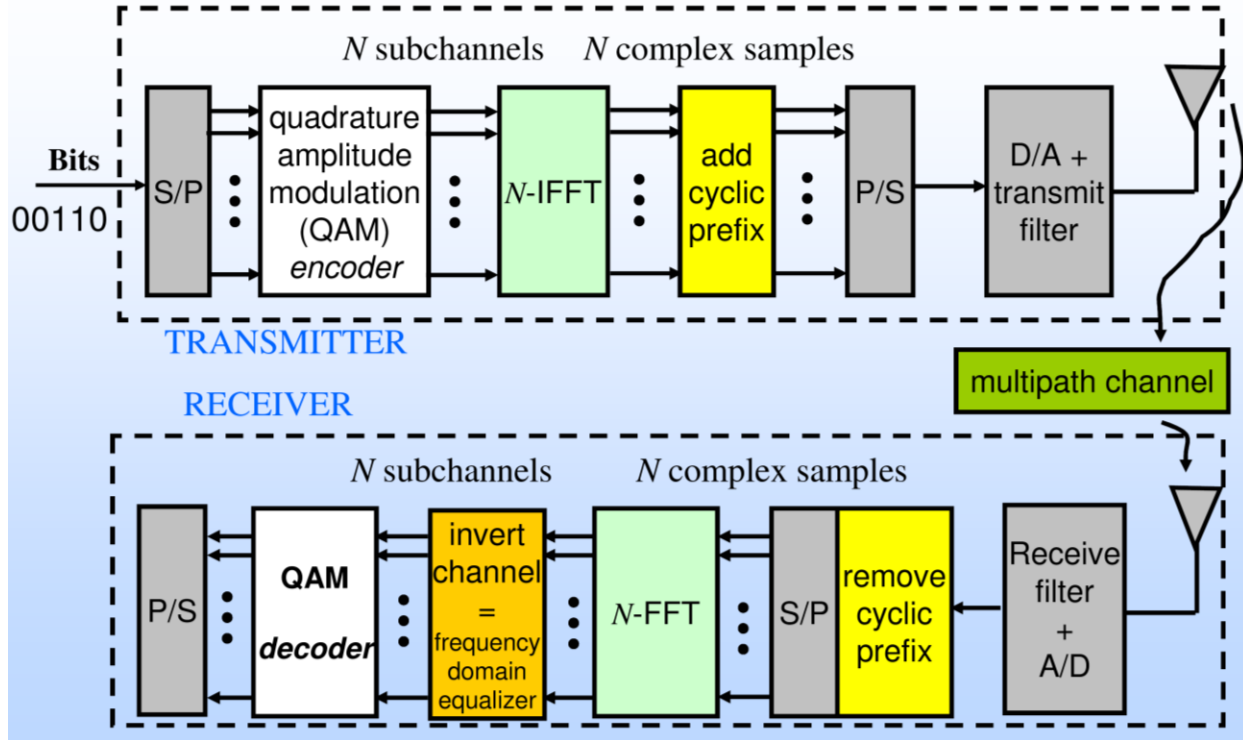 N subchannels
N complex samples
Bits
00110
S/P
quadrature
amplitude
modulation
(QAM)
encoder
N-IFFT
add
cyclic
prefix
P/S
D/A +
transmit
filter
TRANSMITTER
multipath channel
RECEIVER
N subchannels
N complex samples
P/S
QAM
decoder
invert
channel
=
frequency
domain
equalizer
N-FFT
S/P
remove
cyclic
prefix
Receive
filter
+
A/D